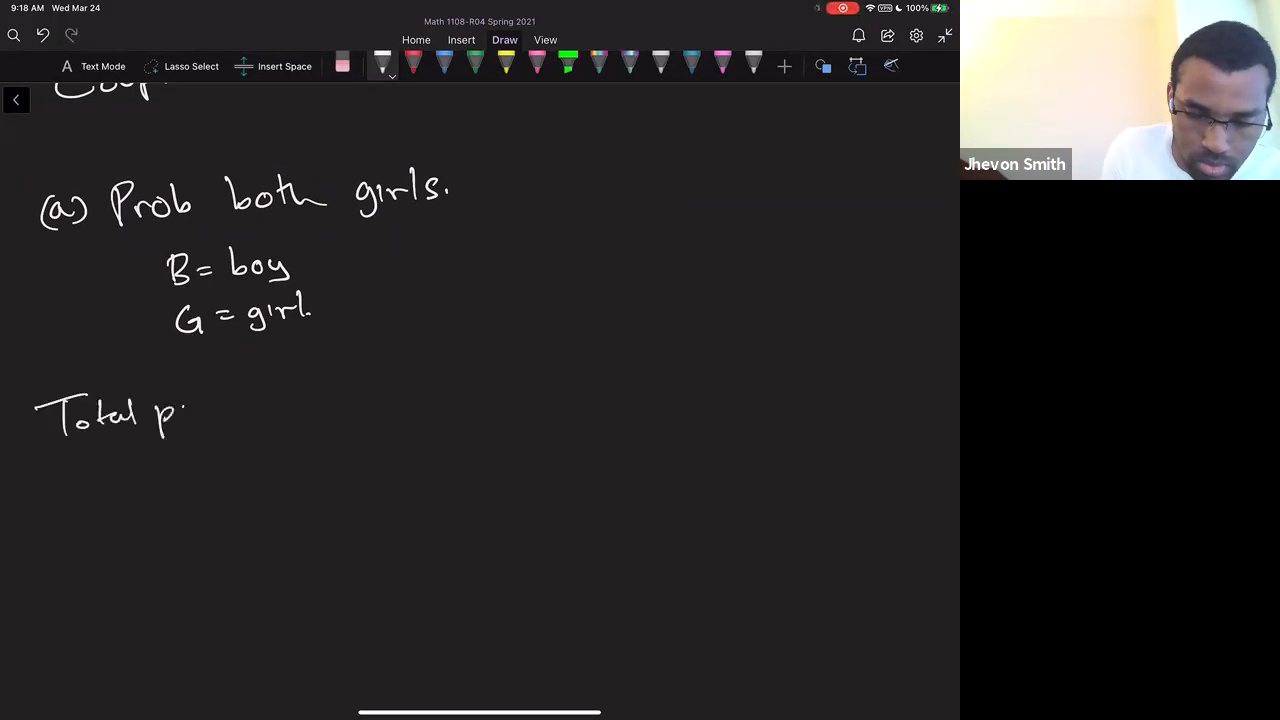 9:18 AM Wed Mar 24
VPN 100%
Math 1108-R04 Spring 2021
Home Insert Draw View
Text Mode Lasso Select Insert Space
(a) Prob both girls.
B = boy
G = girl.
Total p
Jhevon Smith